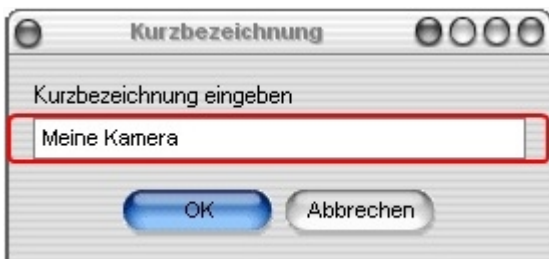 Kurzbezeichnung
Kurzbezeichnung eingeben
Meine Kamera
OK
Abbrechen